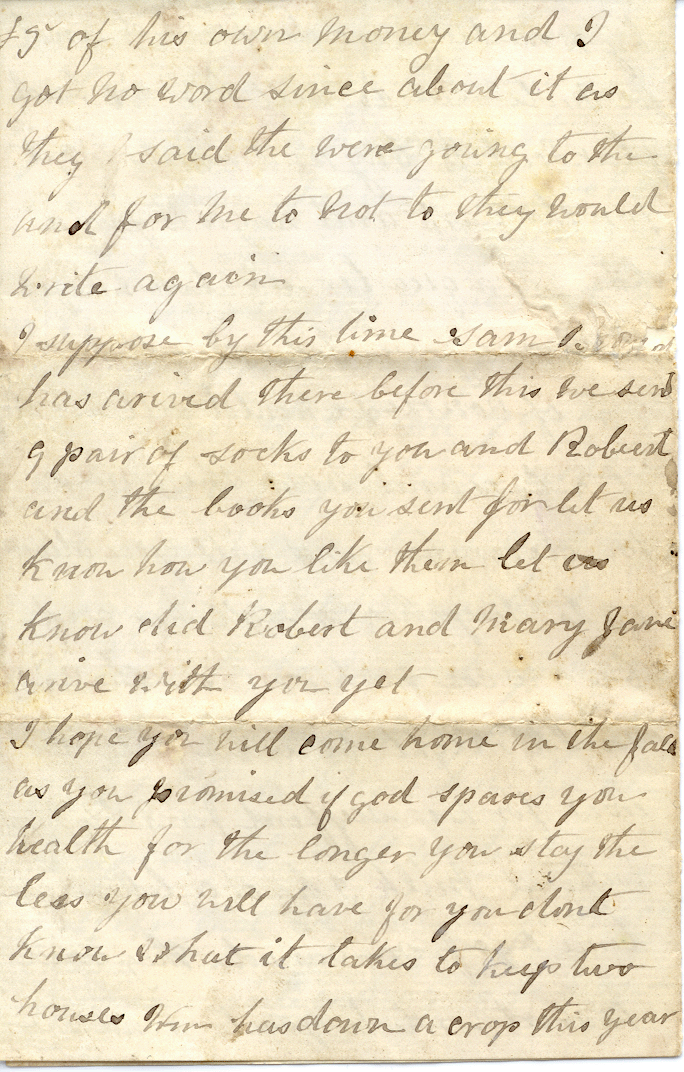 of his own money and I
got no word since about it as
they said the were going to the
and for me to not to they would
write again
I suppose by this time sam
has arived there before this we sent
9 pair of socks to you and Robert
and the books you sent for let us
know how you like them let us
know did Robert and Mary Jane
arive with you yet
I hope you will come home in the fall
as you promised if god spares you
health for the longer you stay the
less you will have for you dont
know what it takes to keep two
houses Wm has down a crop this year